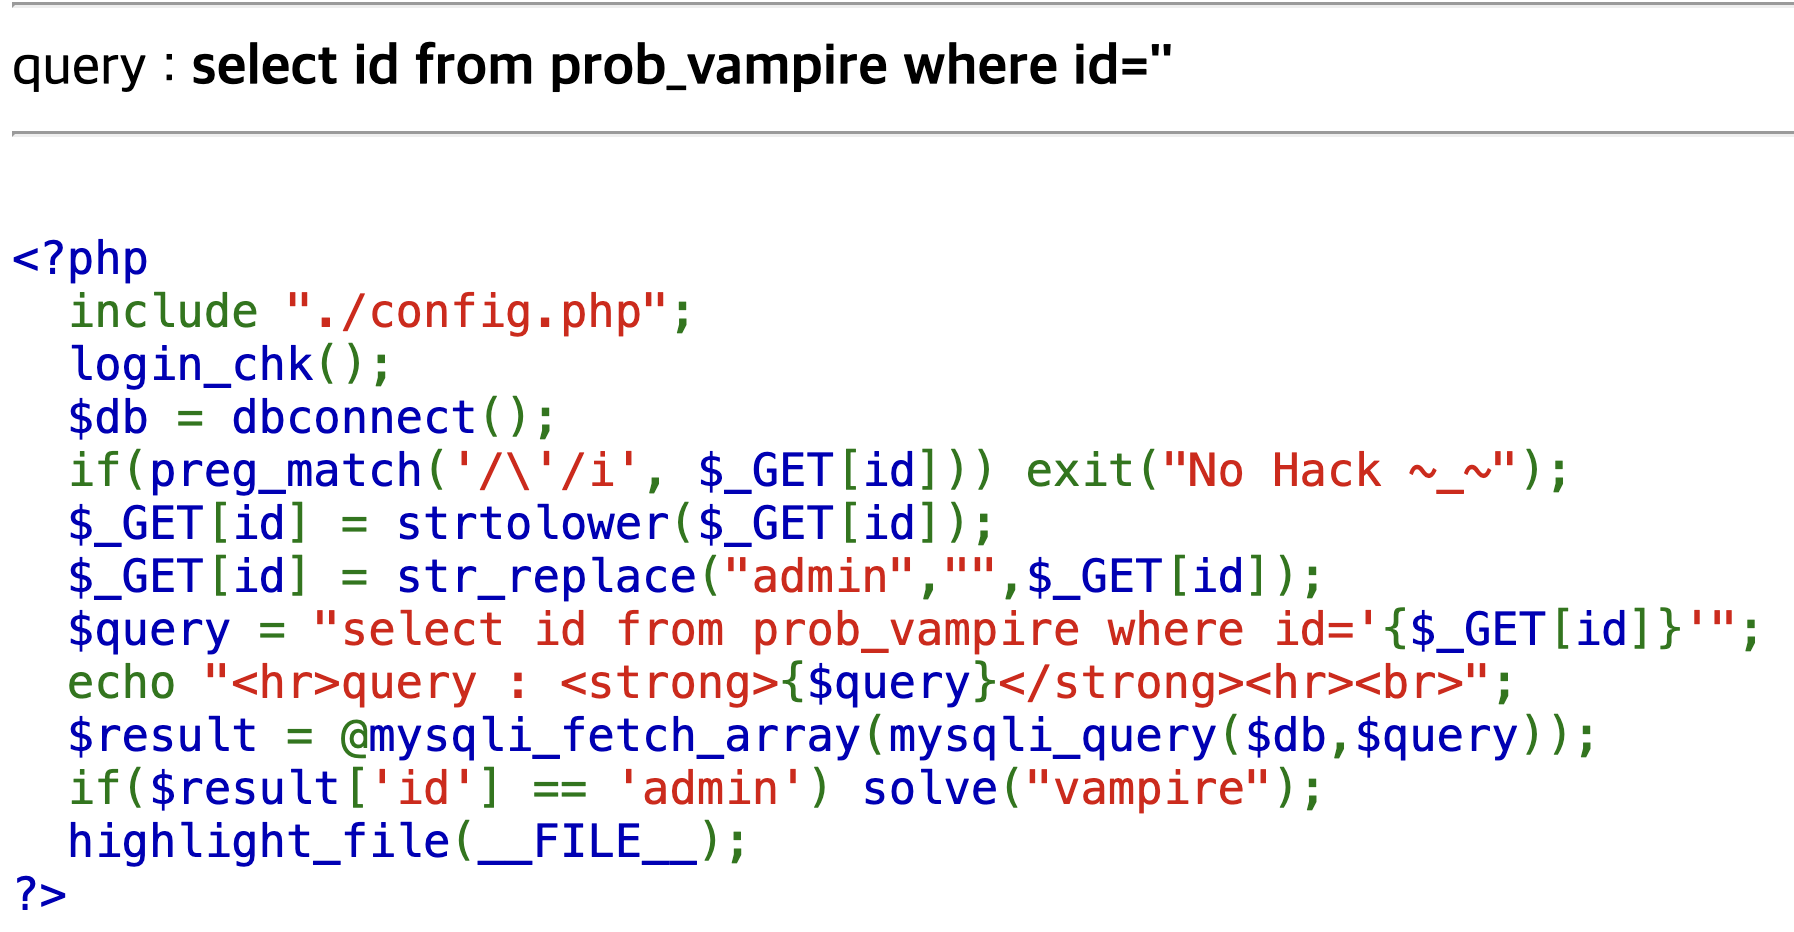 query : select id from prob_vampire where id=''
<?php
include "./config.php";
login_chk();
$db = dbconnect();
if(preg_match('/\'/i', $_GET[id])) exit("No Hack ~_~");
$_GET[id] = strtolower($_GET[id]);
$_GET[id] = str_replace("admin","",$_GET[id]);
$query = "select id from prob_vampire where id='{$_GET[id]}'";
echo "<hr>query : <strong>{$query}</strong><hr><br>";
$result = @mysqli_fetch_array(mysqli_query($db,$query));
if($result['id'] == 'admin') solve("vampire");
highlight_file(__FILE__);
?>